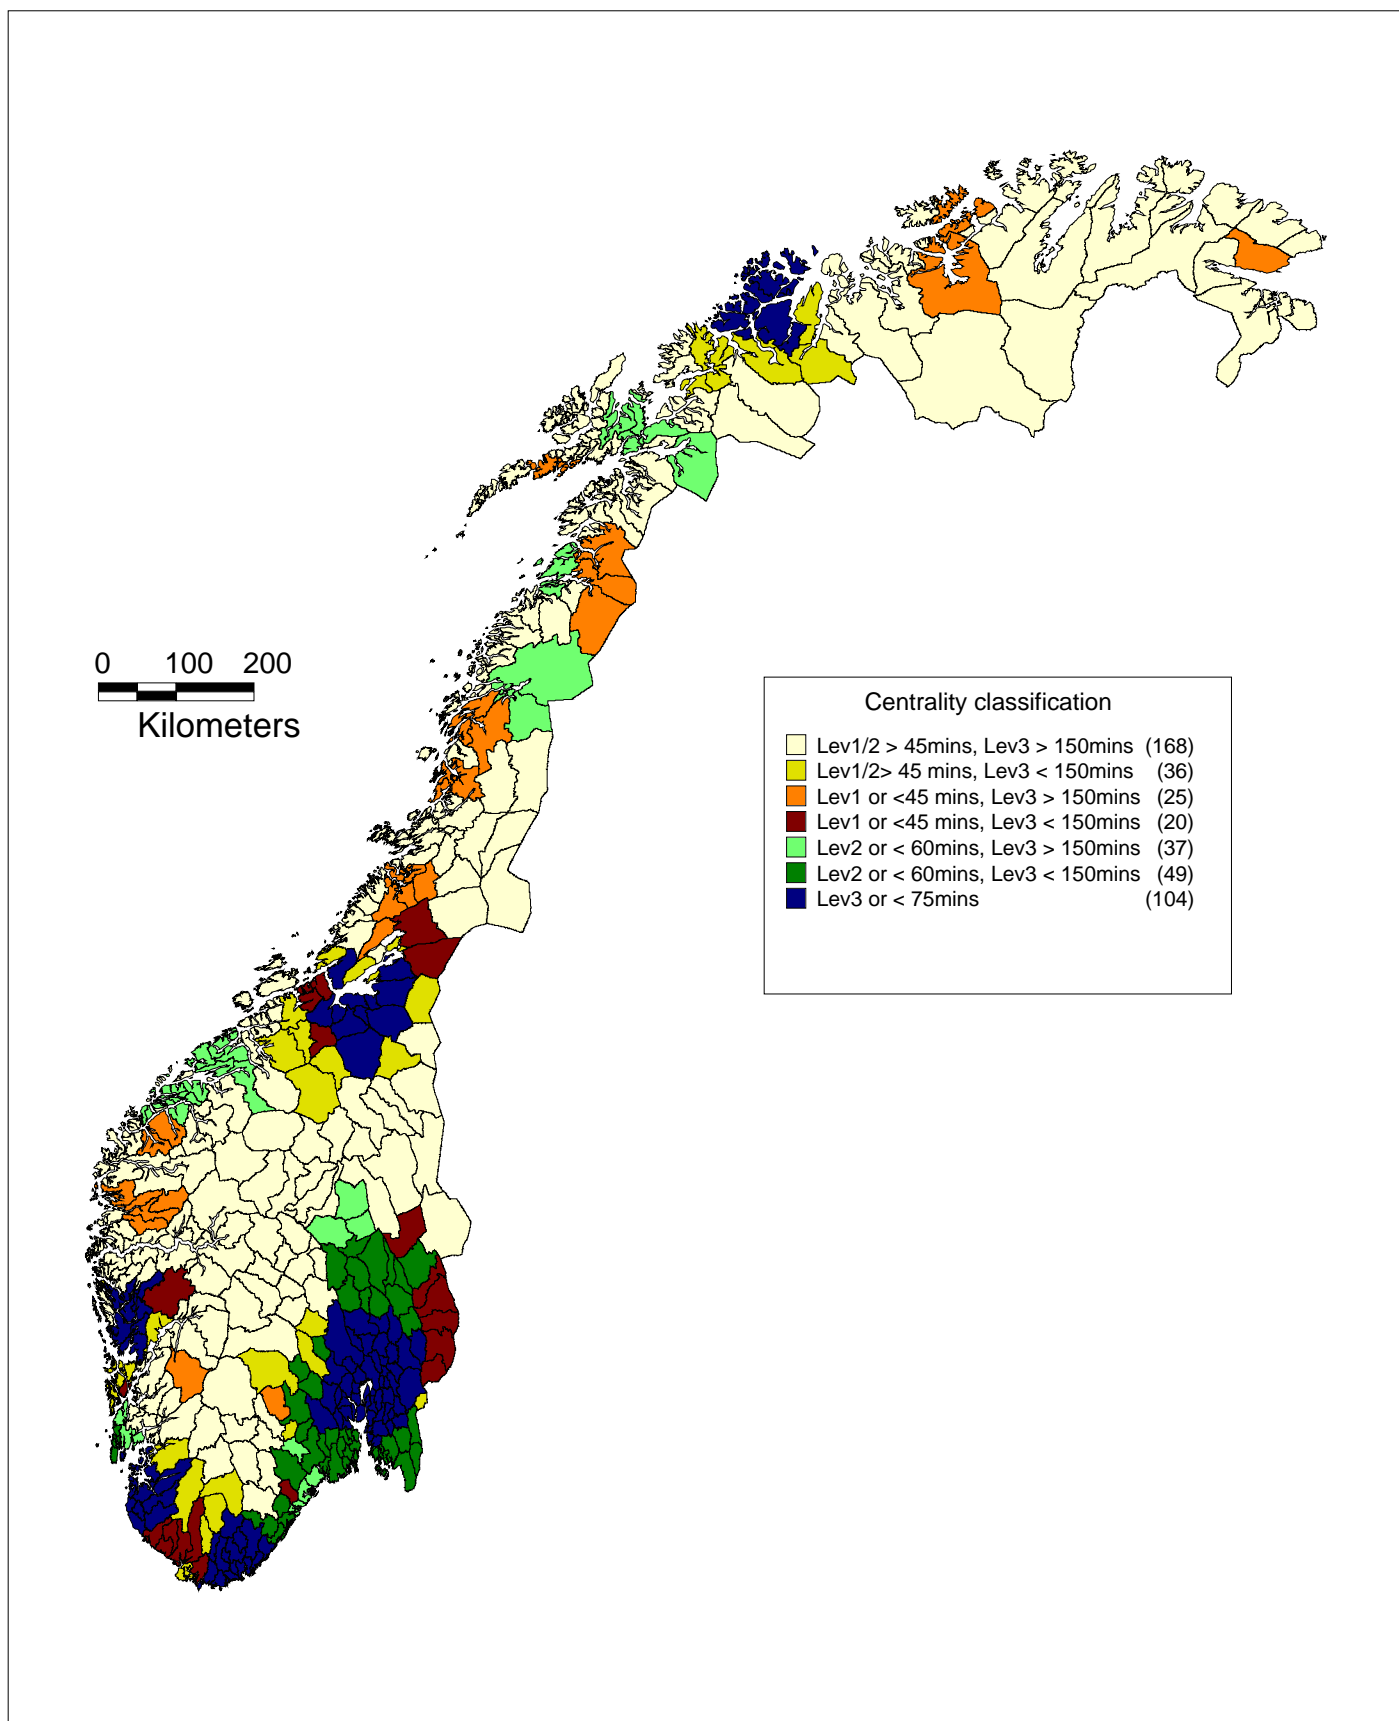 0 100 200
Kilometers
Centrality classification
Lev1/2 > 45mins, Lev3 > 150mins (168)
Lev1/2> 45 mins, Lev3 < 150mins (36)
Lev1 or <45 mins, Lev3 > 150mins (25)
Lev1 or <45 mins, Lev3 < 150mins (20)
Lev2 or < 60mins, Lev3 > 150mins (37)
Lev2 or < 60mins, Lev3 < 150mins (49)
Lev3 or < 75mins (104)